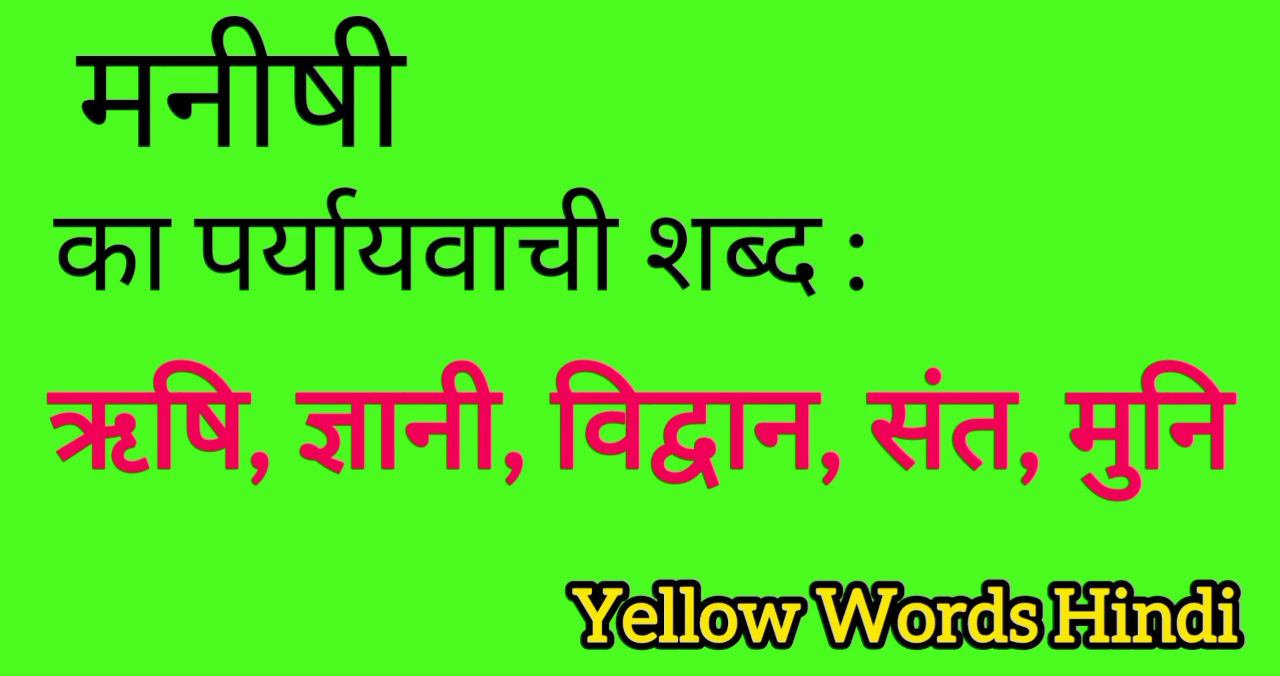 मनीषी
का पर्यायवाची शब्द :
ऋषि, ज्ञानी, विद्वान, संत, मुनि
Yellow Words Hindi